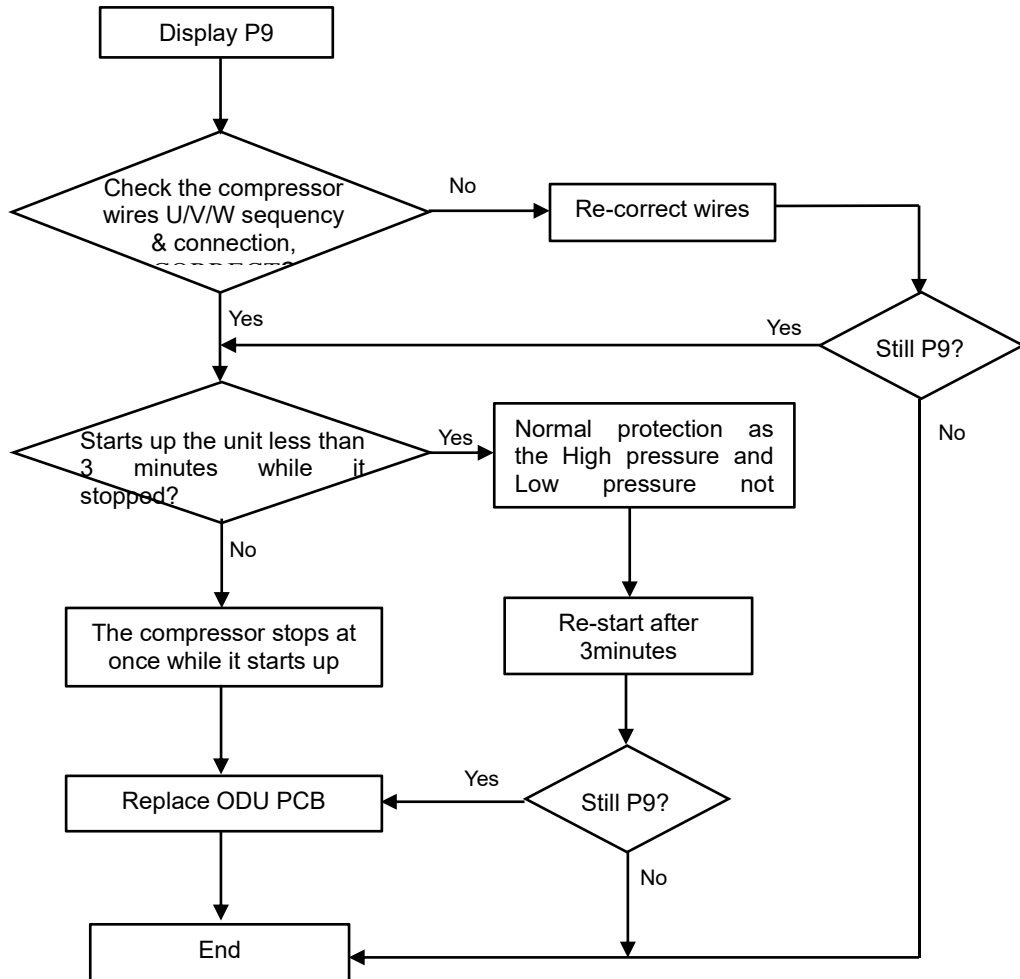 Display P9
Check the compressor
wires U/V/W sequency
& connection,
No
Re-correct wires
Yes
Yes
Still P9?
No
Starts up the unit less than
3 minutes while it
stopped?
Yes
Normal protection as
the High pressure and
Low pressure not
No
The compressor stops at
once while it starts up
Re-start after
3minutes
Replace ODU PCB
Yes
Still P9?
No
End